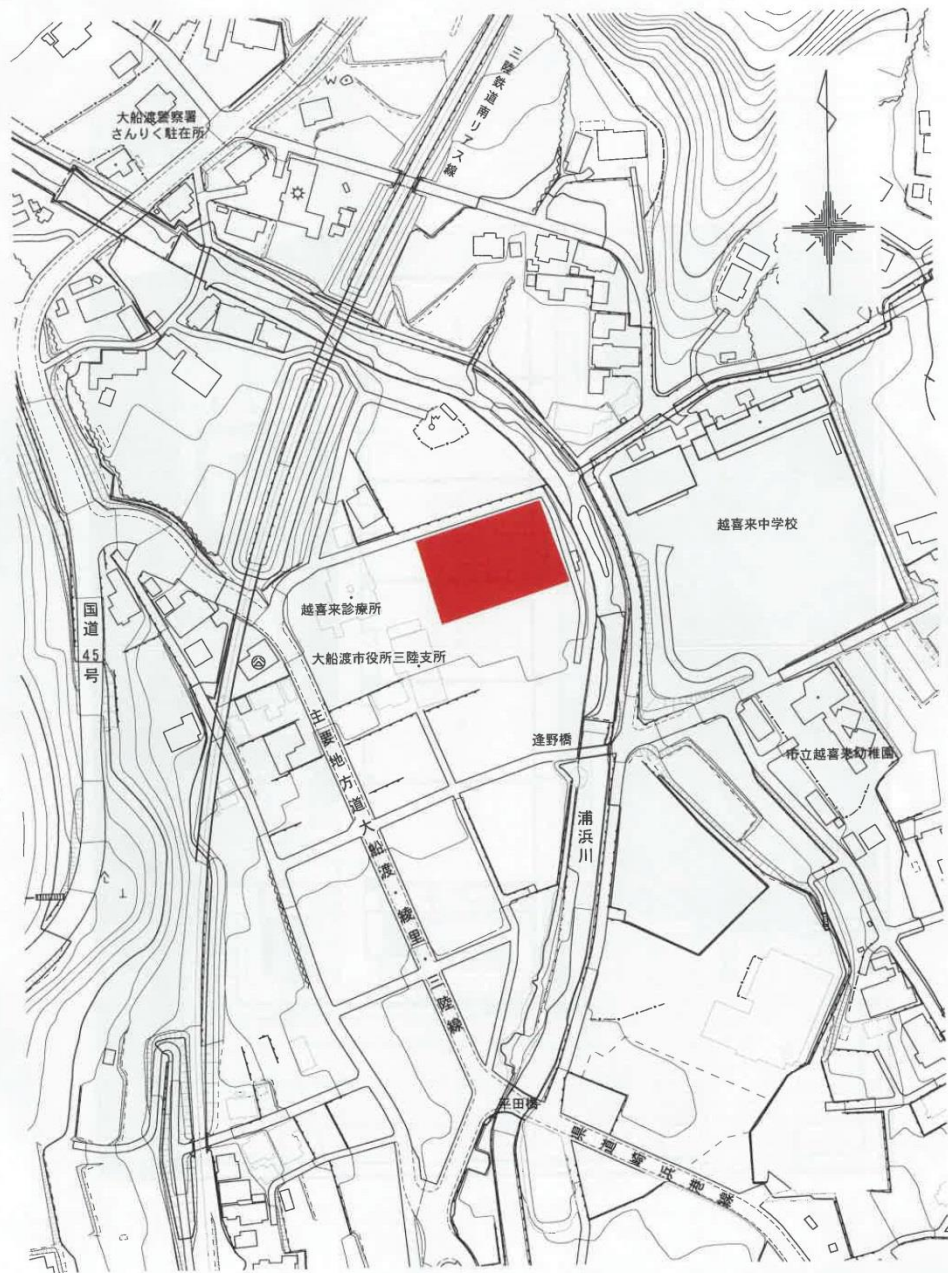 大船渡警察署
さんりく駐在所
三陸鉄道南リアス線
越喜来中学校
国道45号
越喜来診療所
大船渡市役所三陸支所
主要地方道大船渡・綾里・三陸線
逢野橋
市立越喜来幼稚園
浦浜川
平田橋
県道崎浜港線